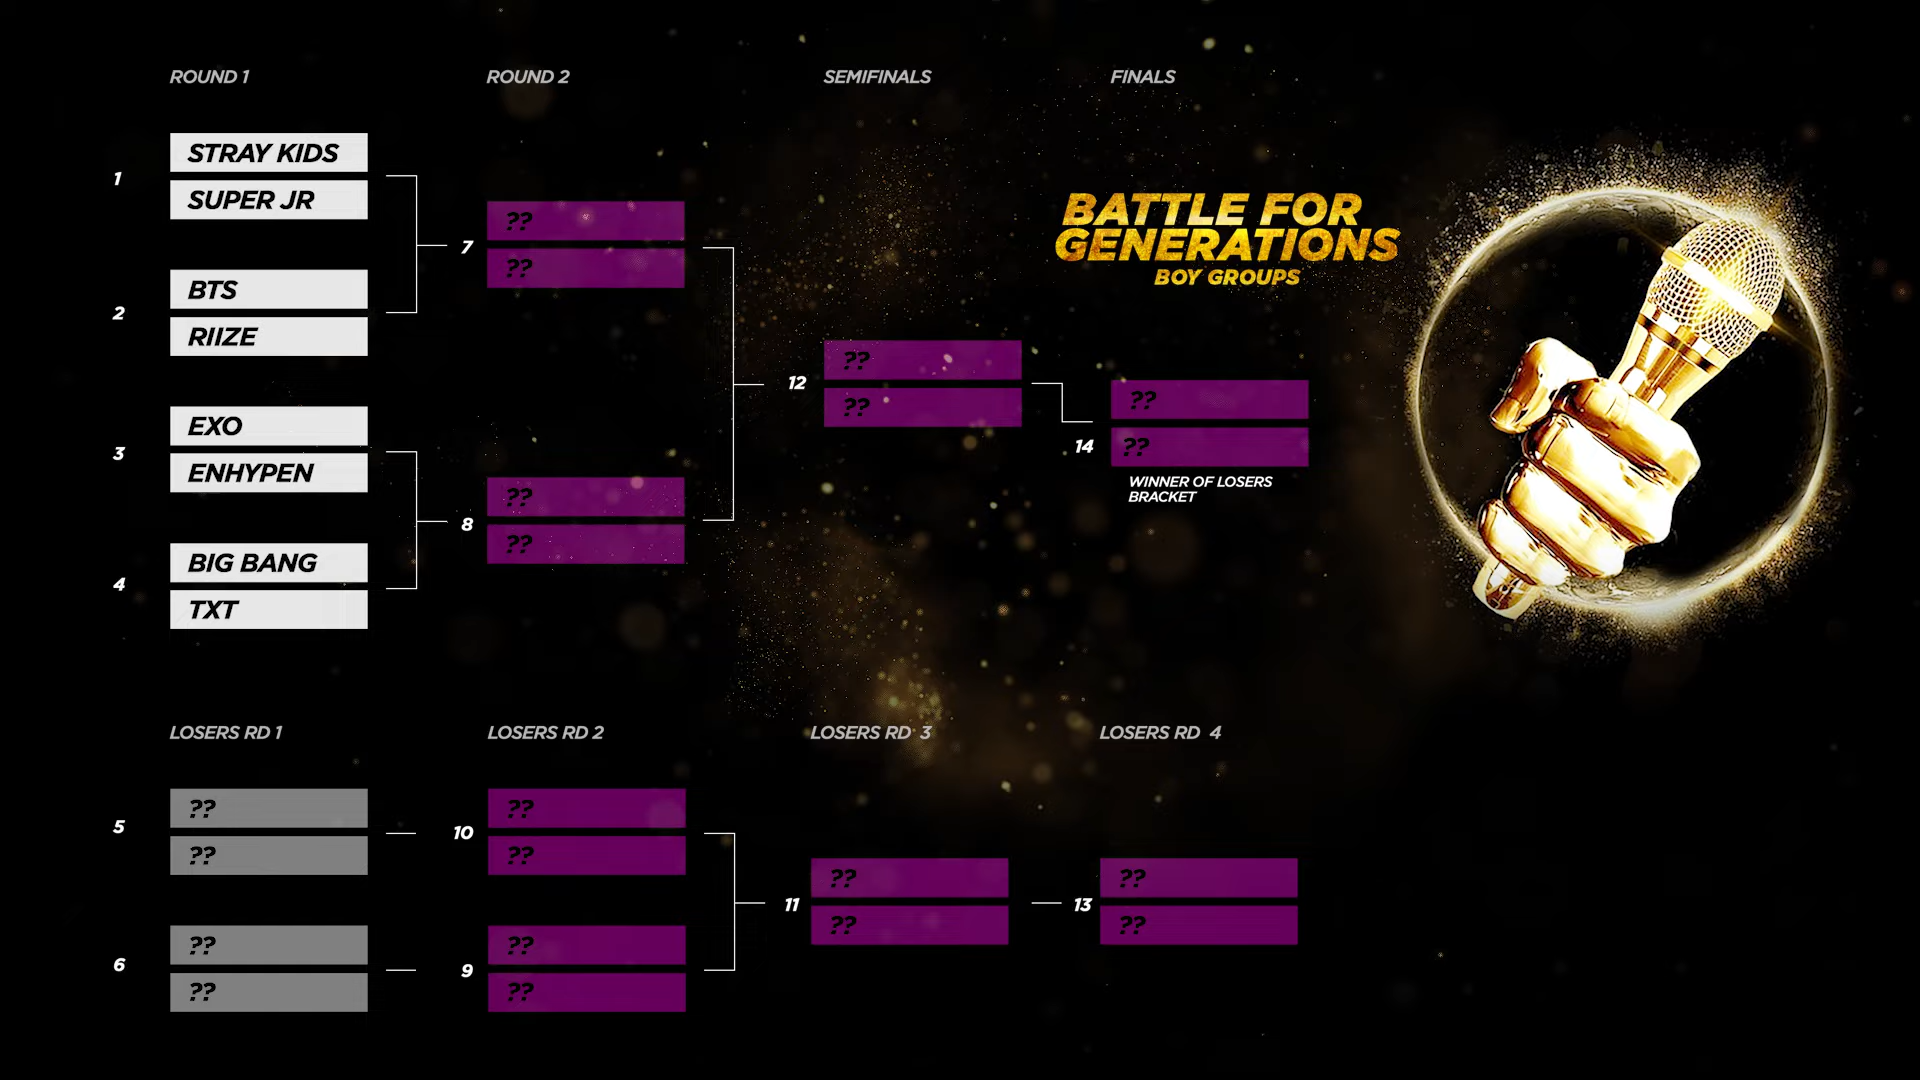 ROUND 1
ROUND 2
SEMIFINALS
FINALS
1
STRAY KIDS
SUPER JR
2
BTS
RIIZE
3
EXO
ENHYPEN
4
BIG BANG
TXT
7
??
??
8
??
??
12
??
??
BATTLE FOR
GENERATIONS
BOY GROUPS
14
??
??
WINNER OF LOSERS
BRACKET
LOSERS RD 1
LOSERS RD 2
LOSERS RD 3
LOSERS RD 4
5
??
??
6
??
??
10
??
??
9
??
??
11
??
??
13
??
??